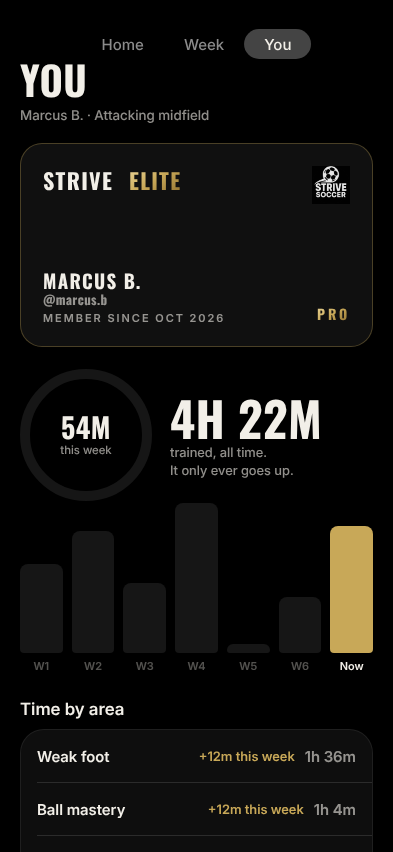 Home Week You
YOU
Marcus B. · Attacking midfield
STRIVE ELITE
STRIVE
SOCCER
MARCUS B.
@marcus.b
MEMBER SINCE OCT 2026
PRO
54M
this week
4H 22M
trained, all time.
It only ever goes up.
W1 W2 W3 W4 W5 W6 Now
Time by area
Weak foot +12m this week 1h 36m
Ball mastery +12m this week 1h 4m